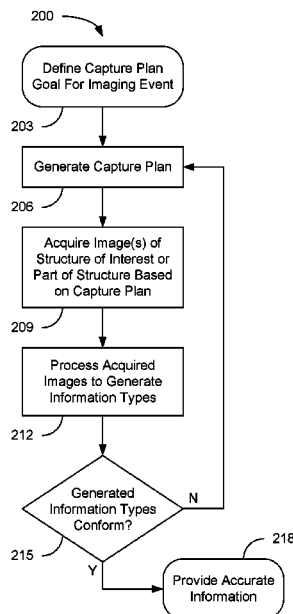 200
Define Capture Plan
Goal For Imaging Event
203
Generate Capture Plan
206
Acquire Image(s) of
Structure of Interest or
Part of Structure Based
on Capture Plan
209
Process Acquired
Images to Generate
Information Types
212
Generated
Information Types
Conform?
N
215
Y
218
Provide Accurate
Information